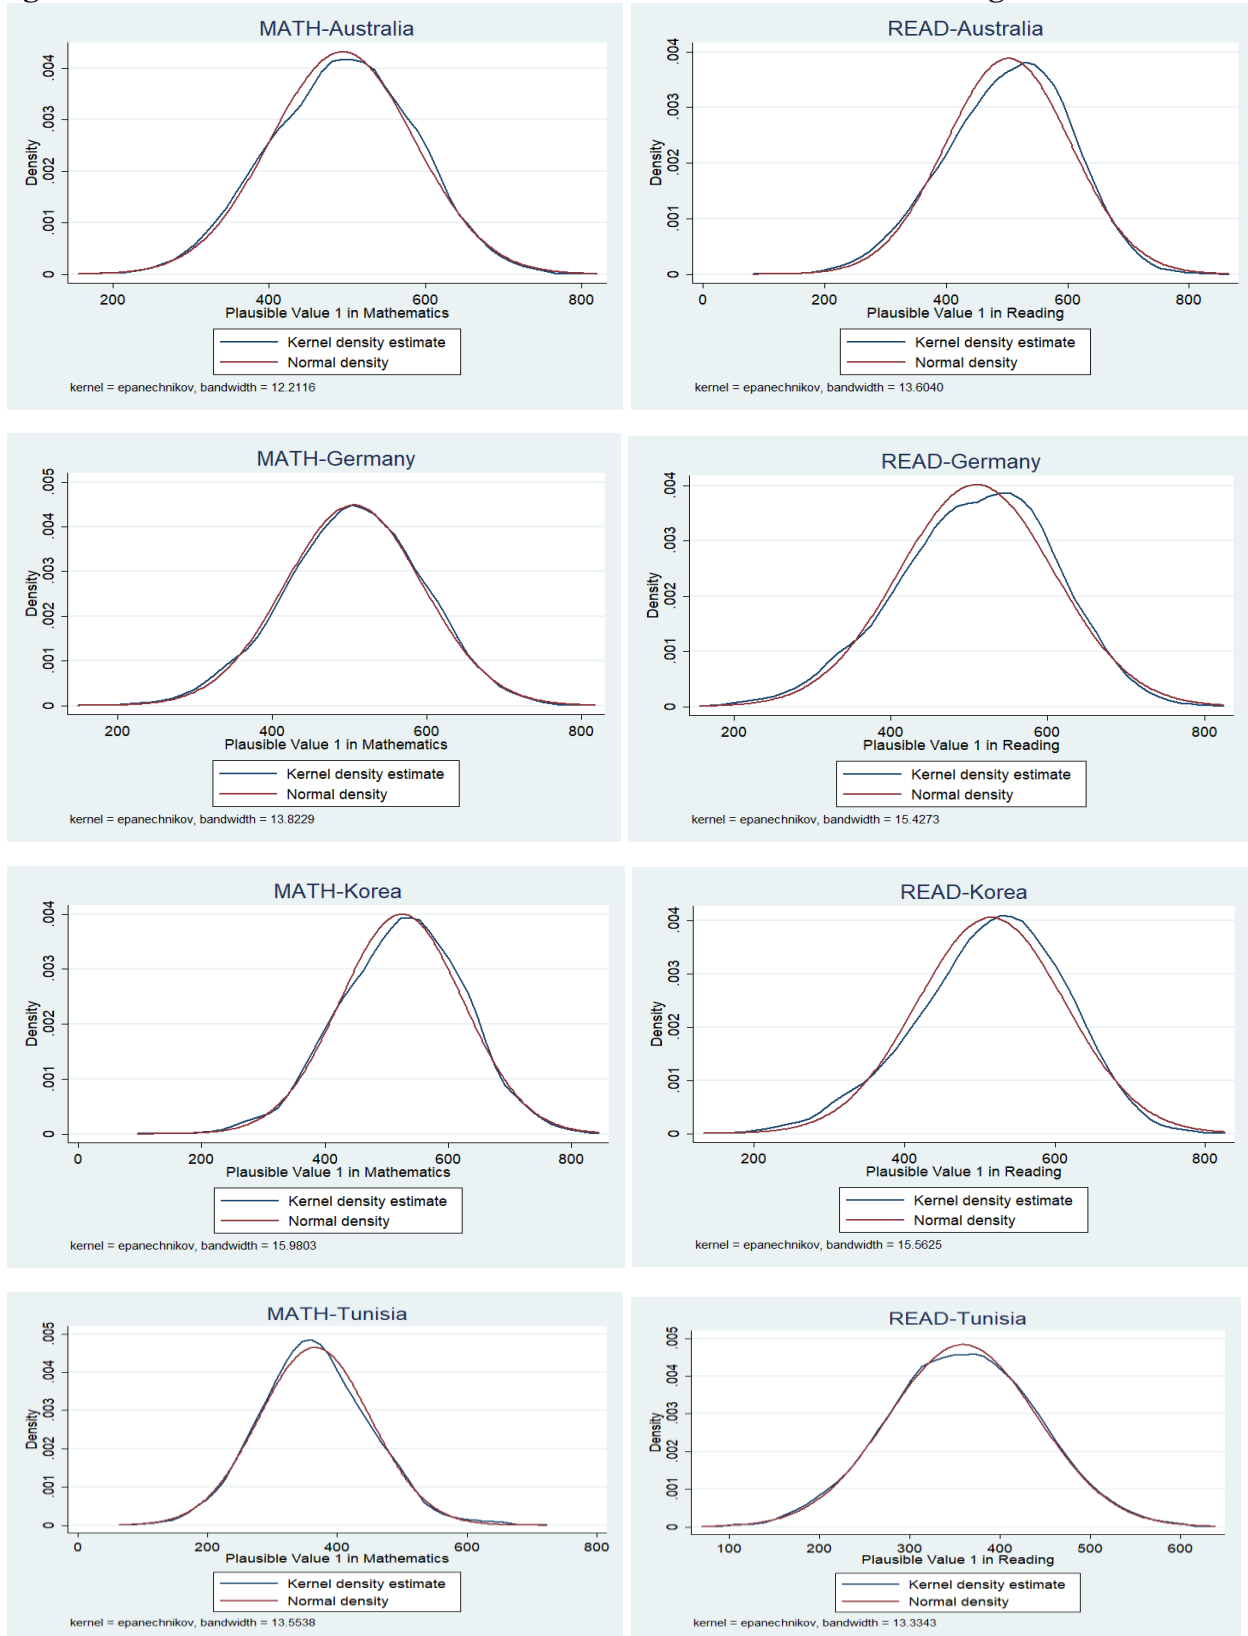 MATH-Australia
.004
.003
.002
.001
0
Density
200 400 600 800
Plausible Value 1 in Mathematics
Kernel density estimate
Normal density
kernel = epanechnikov, bandwidth = 12.2116
READ-Australia
.004
.003
.002
.001
0
Density
0 200 400 600 800
Plausible Value 1 in Reading
Kernel density estimate
Normal density
kernel = epanechnikov, bandwidth = 13.6040
MATH-Germany
.005
.004
.003
.002
.001
0
Density
200 400 600 800
Plausible Value 1 in Mathematics
Kernel density estimate
Normal density
kernel = epanechnikov, bandwidth = 13.8229
READ-Germany
.004
.003
.002
.001
0
Density
200 400 600 800
Plausible Value 1 in Reading
Kernel density estimate
Normal density
kernel = epanechnikov, bandwidth = 15.4273
MATH-Korea
.004
.003
.002
.001
0
Density
0 200 400 600 800
Plausible Value 1 in Mathematics
Kernel density estimate
Normal density
kernel = epanechnikov, bandwidth = 15.9803
READ-Korea
.004
.003
.002
.001
0
Density
200 400 600 800
Plausible Value 1 in Reading
Kernel density estimate
Normal density
kernel = epanechnikov, bandwidth = 15.5625
MATH-Tunisia
.005
.004
.003
.002
.001
0
Density
0 200 400 600 800
Plausible Value 1 in Mathematics
Kernel density estimate
Normal density
kernel = epanechnikov, bandwidth = 13.5538
READ-Tunisia
.005
.004
.003
.002
.001
0
Density
100 200 300 400 500 600
Plausible Value 1 in Reading
Kernel density estimate
Normal density
kernel = epanechnikov, bandwidth = 13.3343